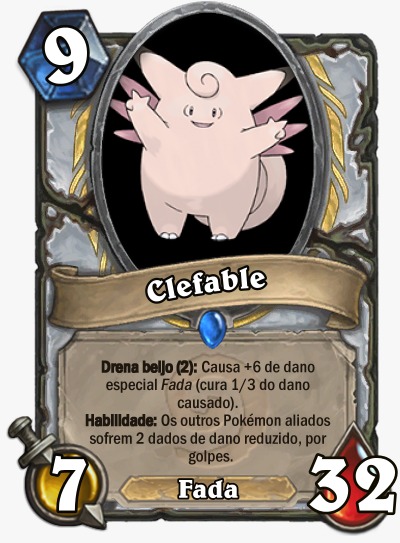 9
Clefable
Drena beijo (2): Causa +6 de dano
especial Fada (cura 1/3 do dano
causado).
Habilidade: Os outros Pokémon aliados
sofrem 2 dados de dano reduzido, por
golpes.
7
Fada
32